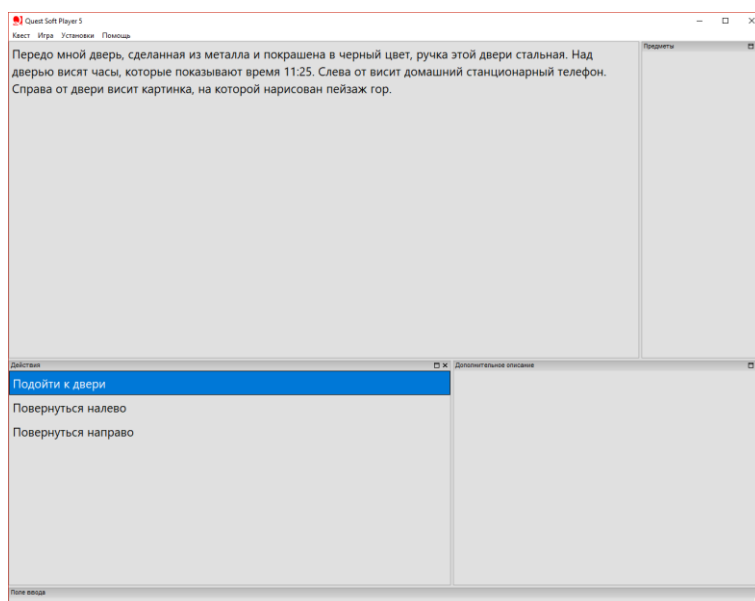 Quest Soft Player 5
Квест Игра Установки Помощь
Передо мной дверь, сделанная из металла и покрашена в черный цвет, ручка этой двери стальная. Над
дверью висят часы, которые показывают время 11:25. Слева от висит домашний станционарный телефон.
Справа от двери висит картинка, на которой нарисован пейзаж гор.
Предметы
Действия
Подойти к двери
Повернуться налево
Повернуться направо
Дополнительное описание
Поле ввода